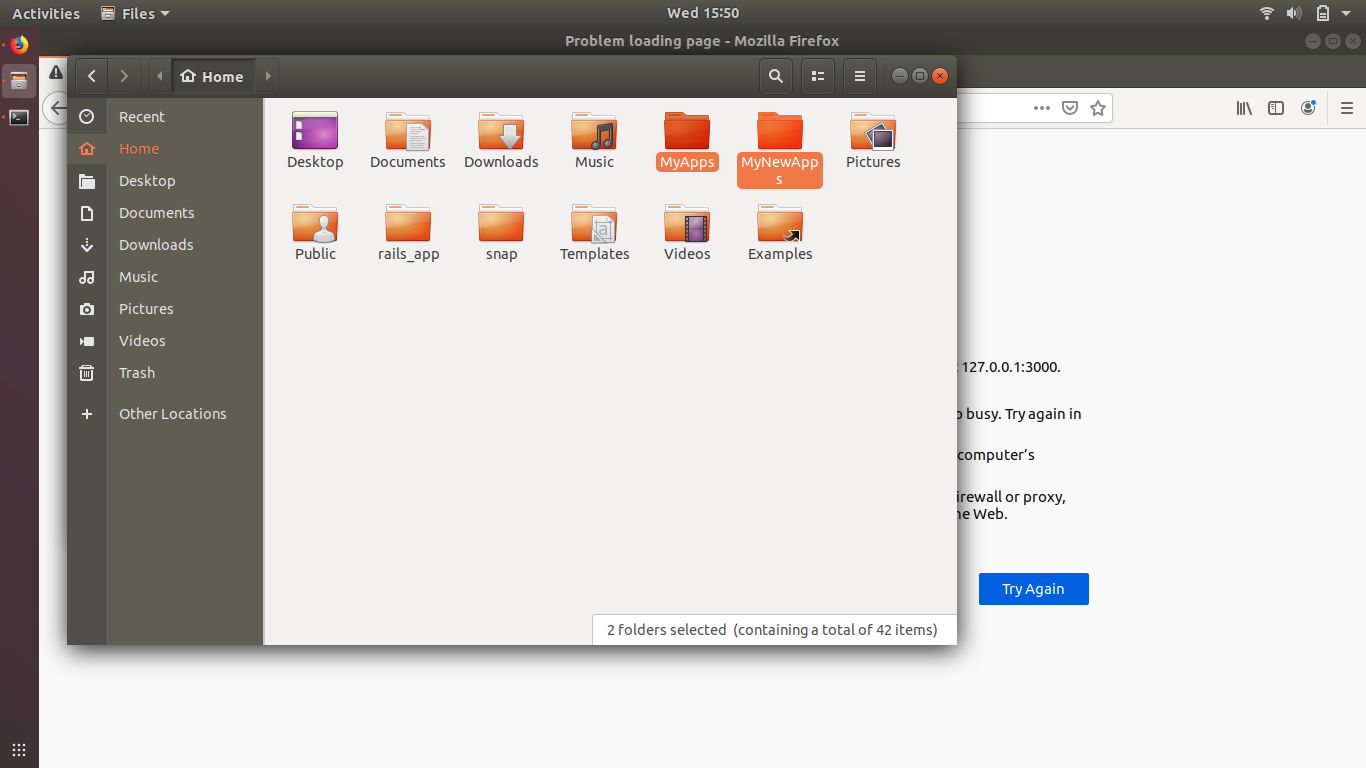 Activities
Files
Wed 15:50
Problem loading page - Mozilla Firefox
Home
Recent
Home
Desktop
Documents
Downloads
Music
Pictures
Videos
Trash
Other Locations
Desktop
Documents
Downloads
Music
MyApps
MyNewApp
s
Pictures
Public
rails_app
snap
Templates
Videos
Examples
127.0.0.1:3000.
busy. Try again in
computer’s
or proxy,
Web.
Try Again
2 folders selected (containing a total of 42 items)